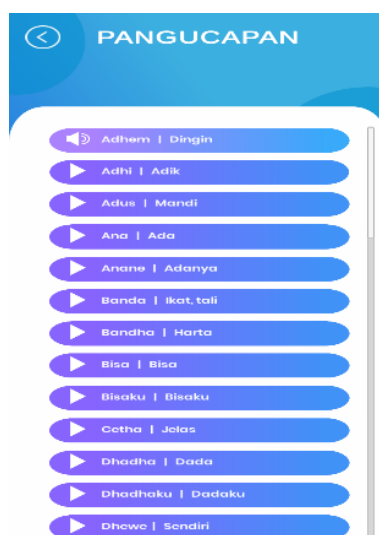 PANGUCAPAN
Adhem | Dingin
Adhi | Adik
Adus | Mandi
Ana | Ada
Anane | Adanya
Banda | Ikat, tali
Bandha | Harta
Bisa | Bisa
Bisaku | Bisaku
Cetha | Jelas
Dhadha | Dada
Dhadhaku | Dadaku
Dhewe | Sendiri